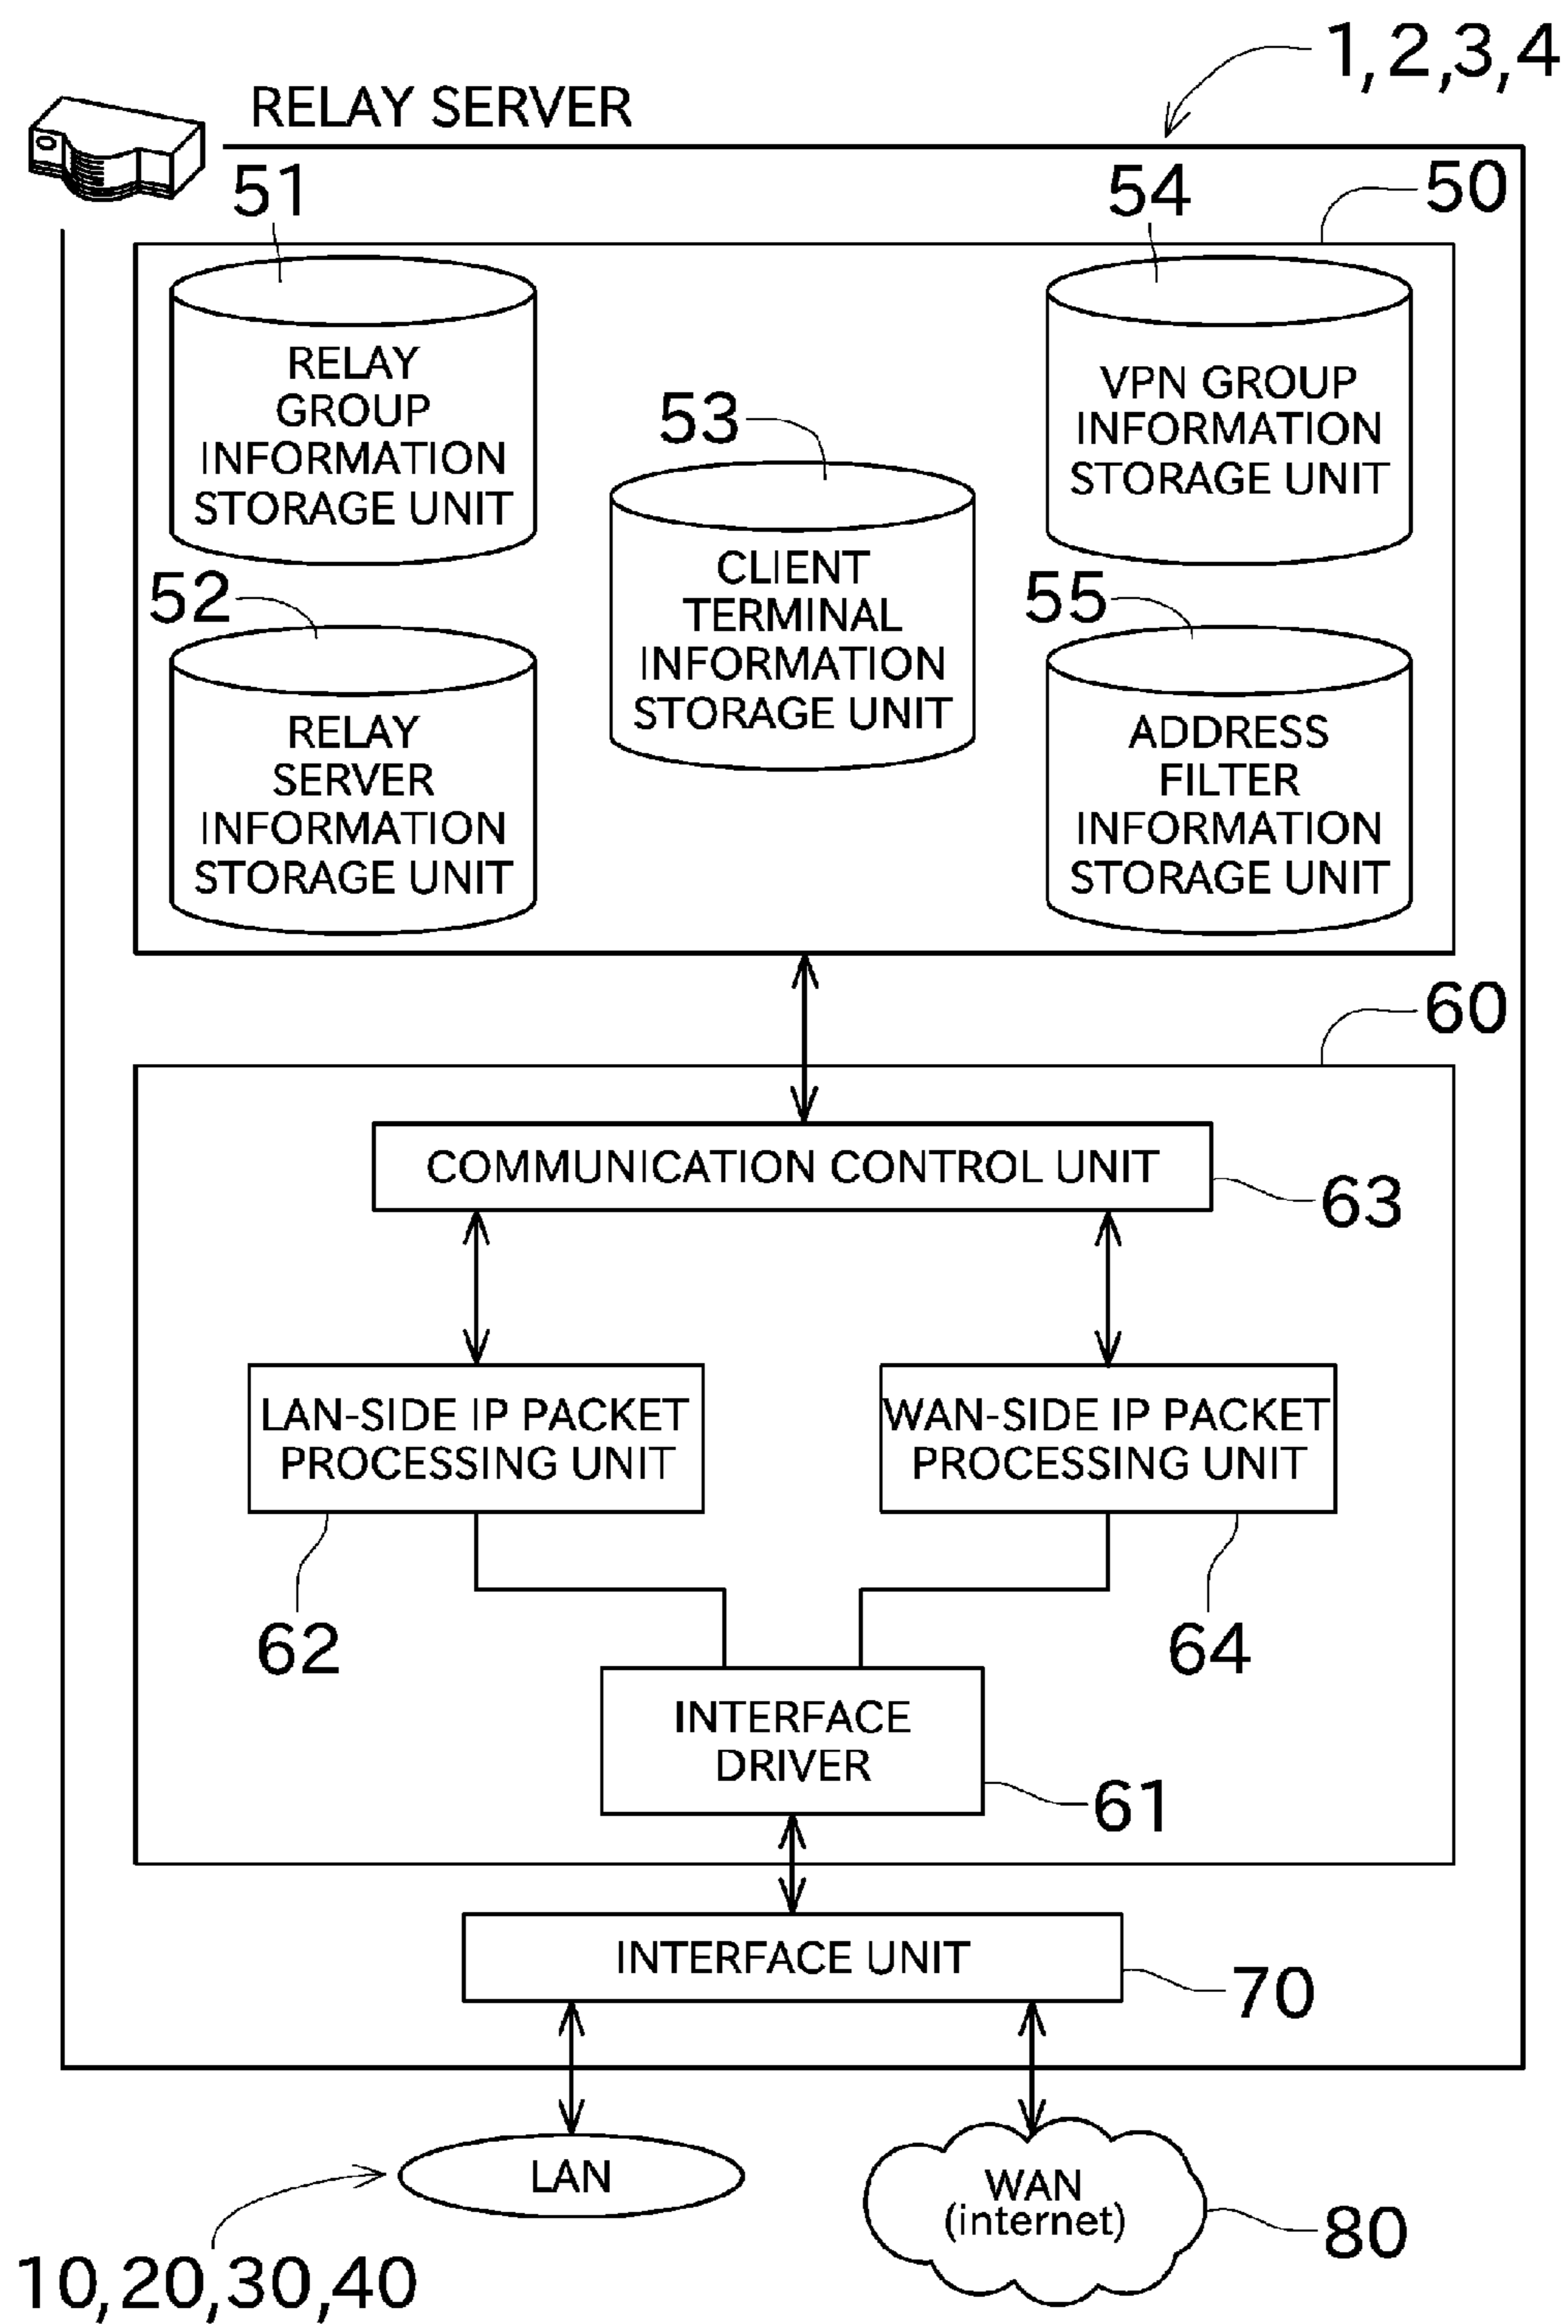 1,2,3,4
RELAY SERVER
51
54
50
RELAY
GROUP
INFORMATION
STORAGE UNIT
53
VPN GROUP
INFORMATION
STORAGE UNIT
CLIENT
TERMINAL
INFORMATION
STORAGE UNIT
52
55
RELAY
SERVER
INFORMATION
STORAGE UNIT
ADDRESS
FILTER
INFORMATION
STORAGE UNIT
60
COMMUNICATION CONTROL UNIT
63
LAN-SIDE IP PACKET
PROCESSING UNIT
WAN-SIDE IP PACKET
PROCESSING UNIT
62
64
INTERFACE
DRIVER
61
INTERFACE UNIT
70
LAN
WAN
(internet)
80
10,20,30,40